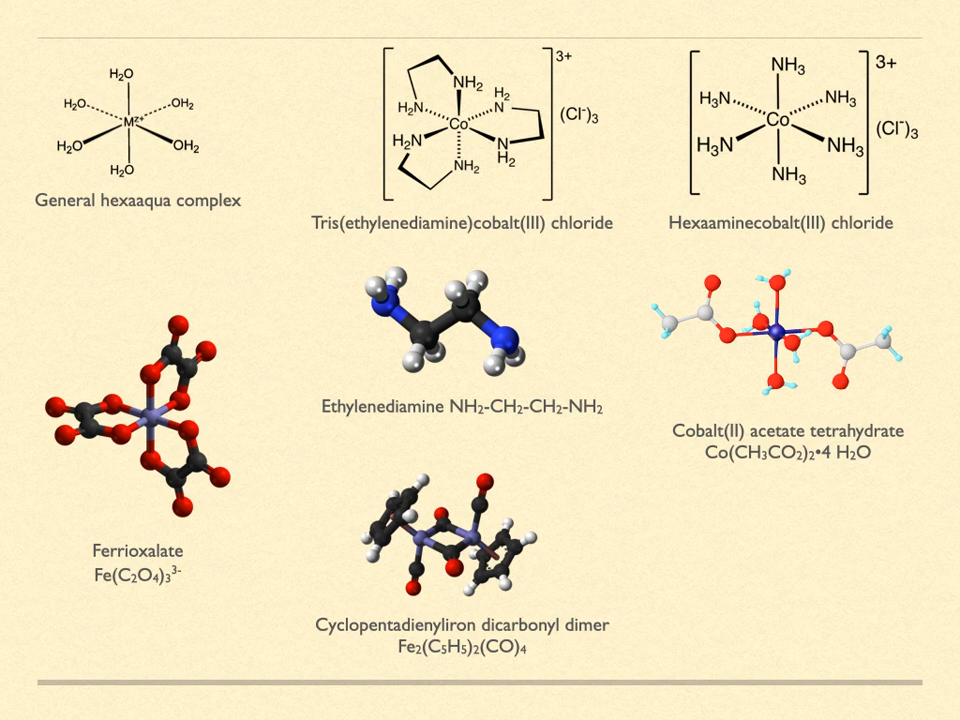 H₂O
H₂O
OH₂
M^z+
H₂O
OH₂
H₂O
General hexaaqua complex
3+
NH₂
H₂N
H₂
N
Co
(Cl⁻)₃
H₂N
N
H₂
NH₂
Tris(ethylenediamine)cobalt(III) chloride
3+
NH₃
H₃N
NH₃
Co
(Cl⁻)₃
H₃N
NH₃
NH₃
Hexaaminecobalt(III) chloride
Ethylenediamine NH₂-CH₂-CH₂-NH₂
Cobalt(II) acetate tetrahydrate
Co(CH₃CO₂)₂•4 H₂O
Ferrioxalate
Fe(C₂O₄)₃³⁻
Cyclopentadienyliron dicarbonyl dimer
Fe₂(C₅H₅)₂(CO)₄